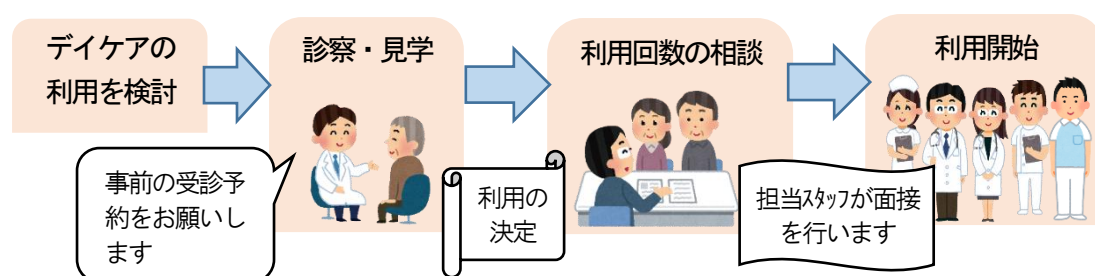 デイケアの
利用を検討
診察・見学
利用回数の相談
利用開始
事前の受診予
約をお願いし
ます
利用の
決定
担当ｽﾀｯﾌが面接
を行います